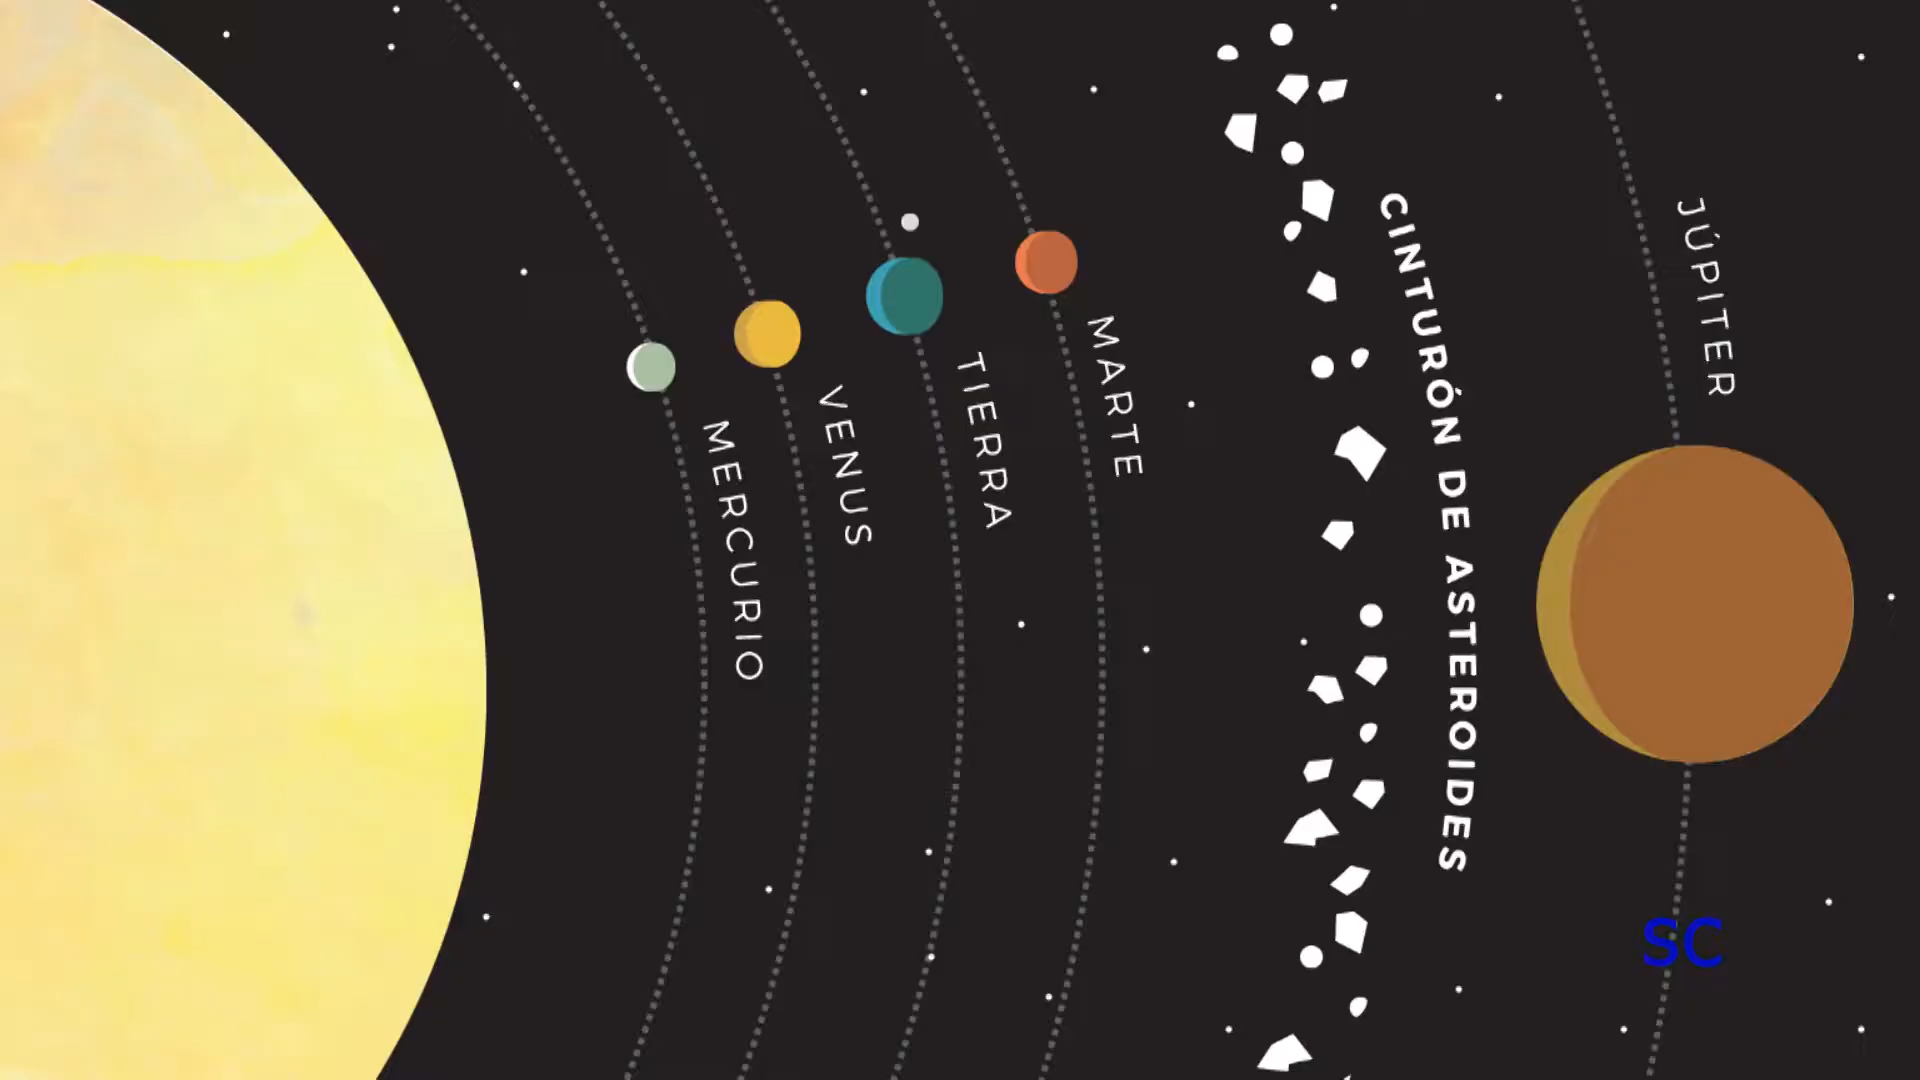 MERCURIO
VENUS
TIERRA
MARTE
CINTURÓN DE ASTEROIDES
JÚPITER
SC